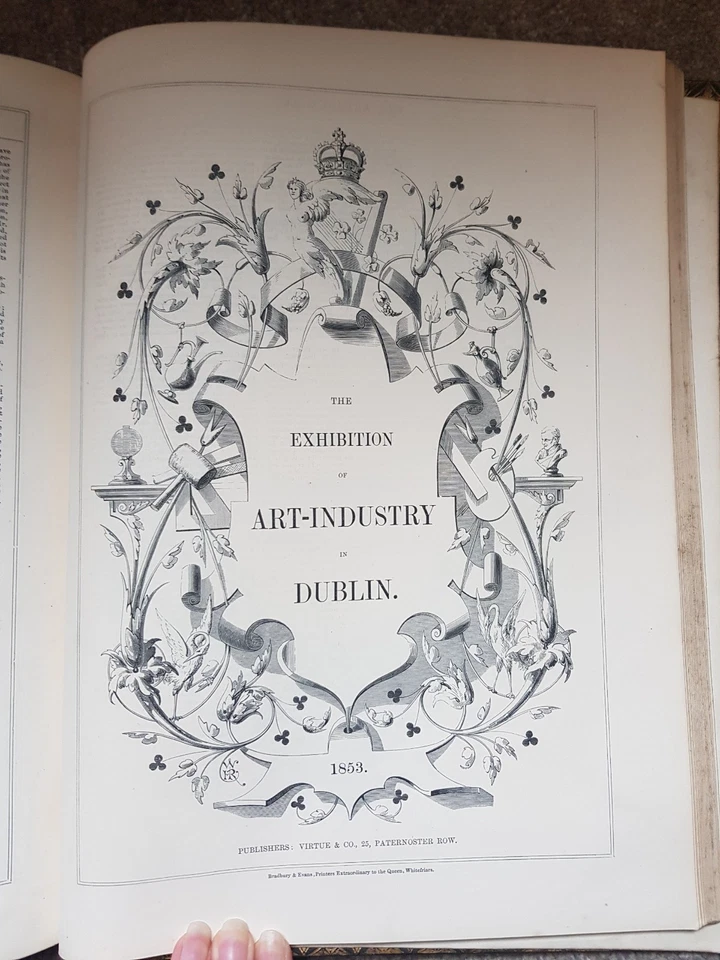 THE
EXHIBITION
OF
ART-INDUSTRY
IN
DUBLIN.
1853.
PUBLISHERS: VIRTUE & CO., 25, PATERNOSTER ROW.
Bradbury & Evans, Printers Extraordinary to the Queen, Whitefriars.